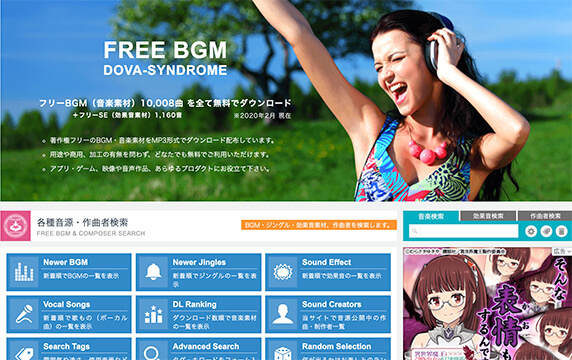 FREE BGM
DOVA-SYNDROME
フリーBGM（音楽素材）10,008曲 を全て無料でダウンロード
+フリーSE（効果音素材）1,160音 ※2020年2月 現在
著作権フリーのBGM・音楽素材をMP3形式でダウンロード配布しています。
用途や商用、加工の有無を問わず、どなたでも無料でご利用いただけます。
アプリ・ゲーム、映像や音声作品、あらゆるプロダクトにお役立て下さい。
各種音源・作曲者検索
FREE BGM & COMPOSER SEARCH
BGM・ジングル・効果音素材、作曲者を検索します。
音楽検索 効果音検索 作曲者検索
Newer BGM
新着順でBGMの一覧を表示
Newer Jingles
新着順でジングルの一覧を表示
Sound Effect
新着順で効果音の一覧を表示
Vocal Songs
新着順で歌もの（ボーカル曲）の一覧を表示
DL Ranking
ダウンロード数順で音楽素材の一覧を表示
Sound Creators
当サイトで音源公開中の作曲・制作者一覧
Search Tags
Advanced Search
Random Selection
広告
そんな
表情
するんだ